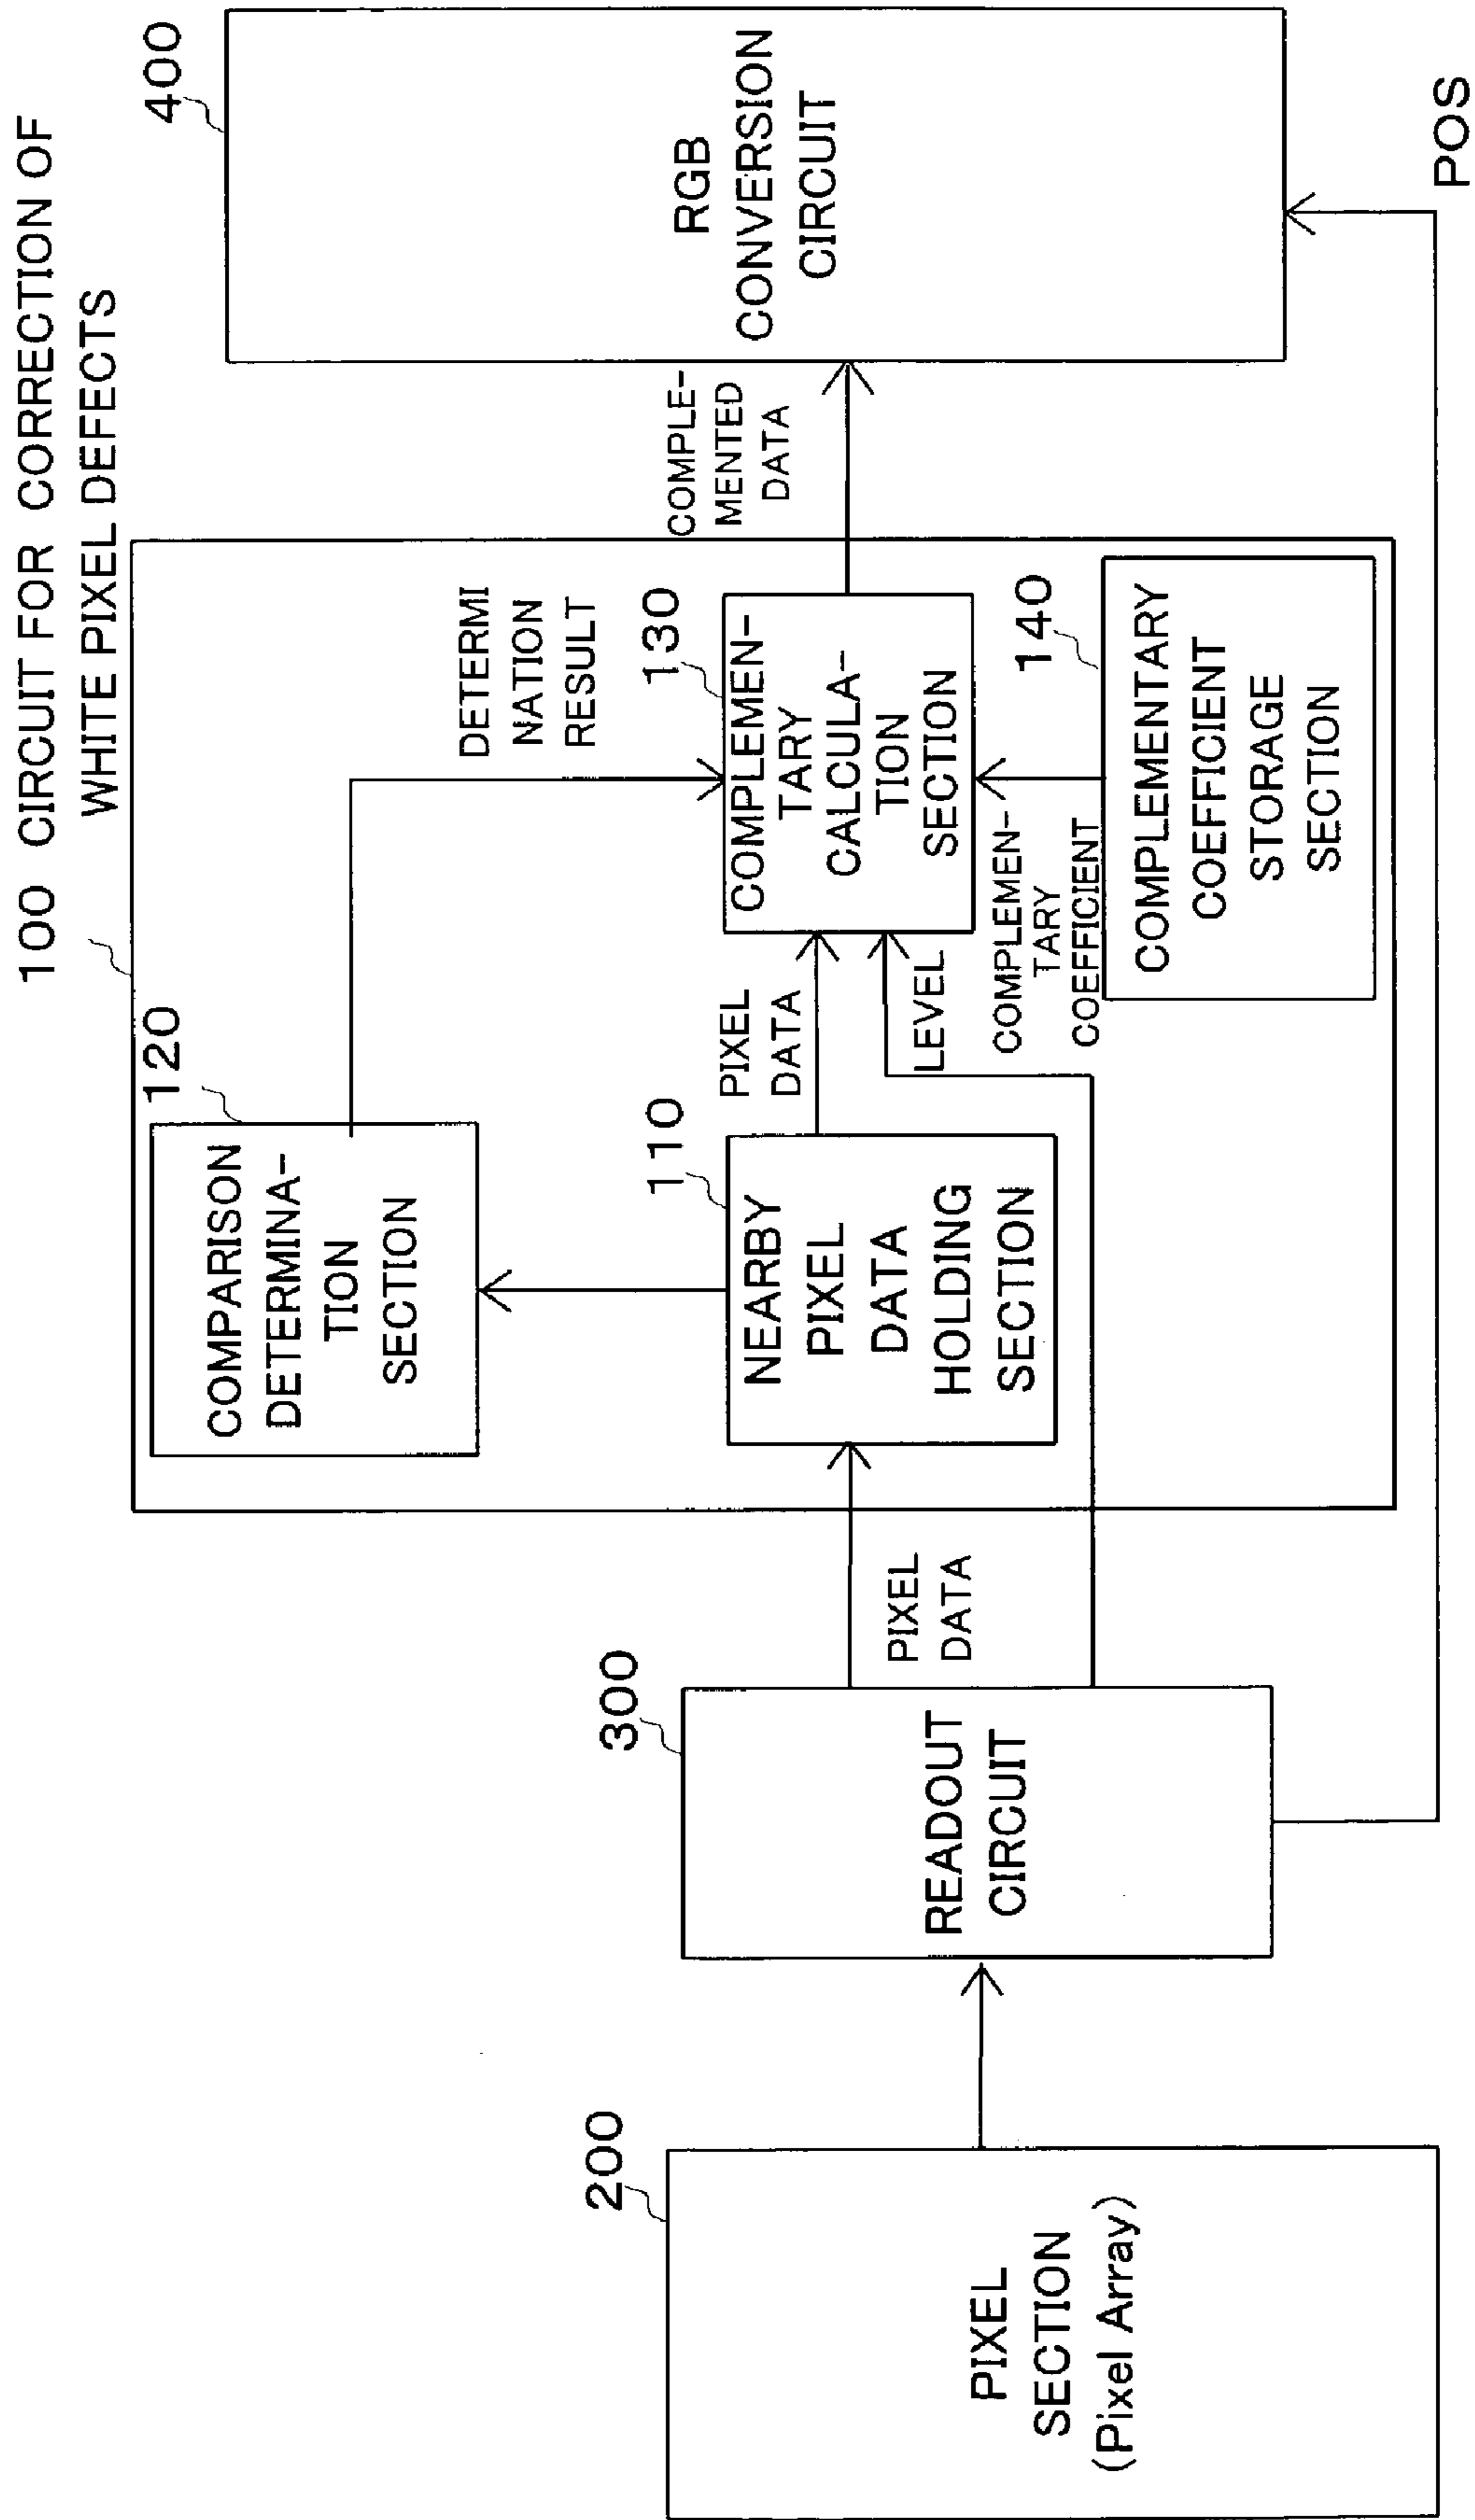 100 CIRCUIT FOR CORRECTION OF
WHITE PIXEL DEFECTS
200
PIXEL
SECTION
(Pixel Array)
300
READOUT
CIRCUIT
PIXEL
DATA
120
COMPARISON
DETERMINA-
TION
SECTION
110
NEARBY
PIXEL
DATA
HOLDING
SECTION
PIXEL
DATA
LEVEL
DETERMI
NATION
RESULT
130
COMPLEMEN-
TARY
CALCULA-
TION
SECTION
COMPLEMEN-
TARY
COEFFICIENT
140
COMPLEMENTARY
COEFFICIENT
STORAGE
SECTION
COMPLE-
MENTED
DATA
400
RGB
CONVERSION
CIRCUIT
POS